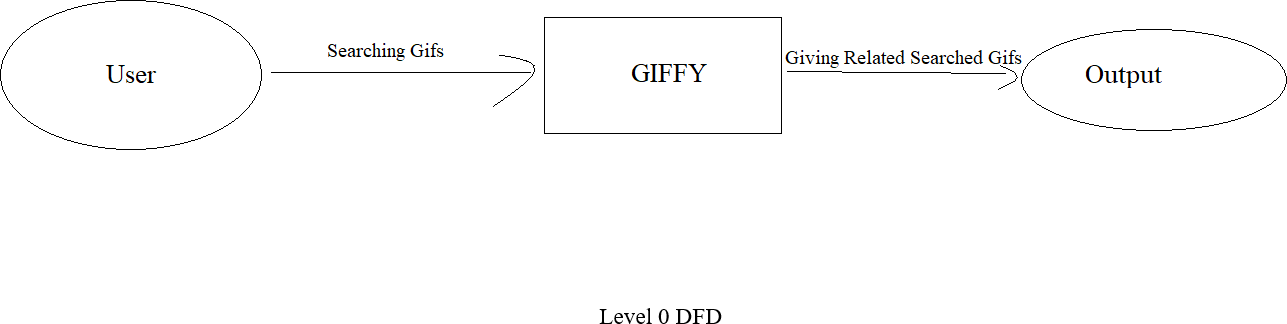 User
Searching Gifs
GIFFY
Giving Related Searched Gifs
Output
Level 0 DFD